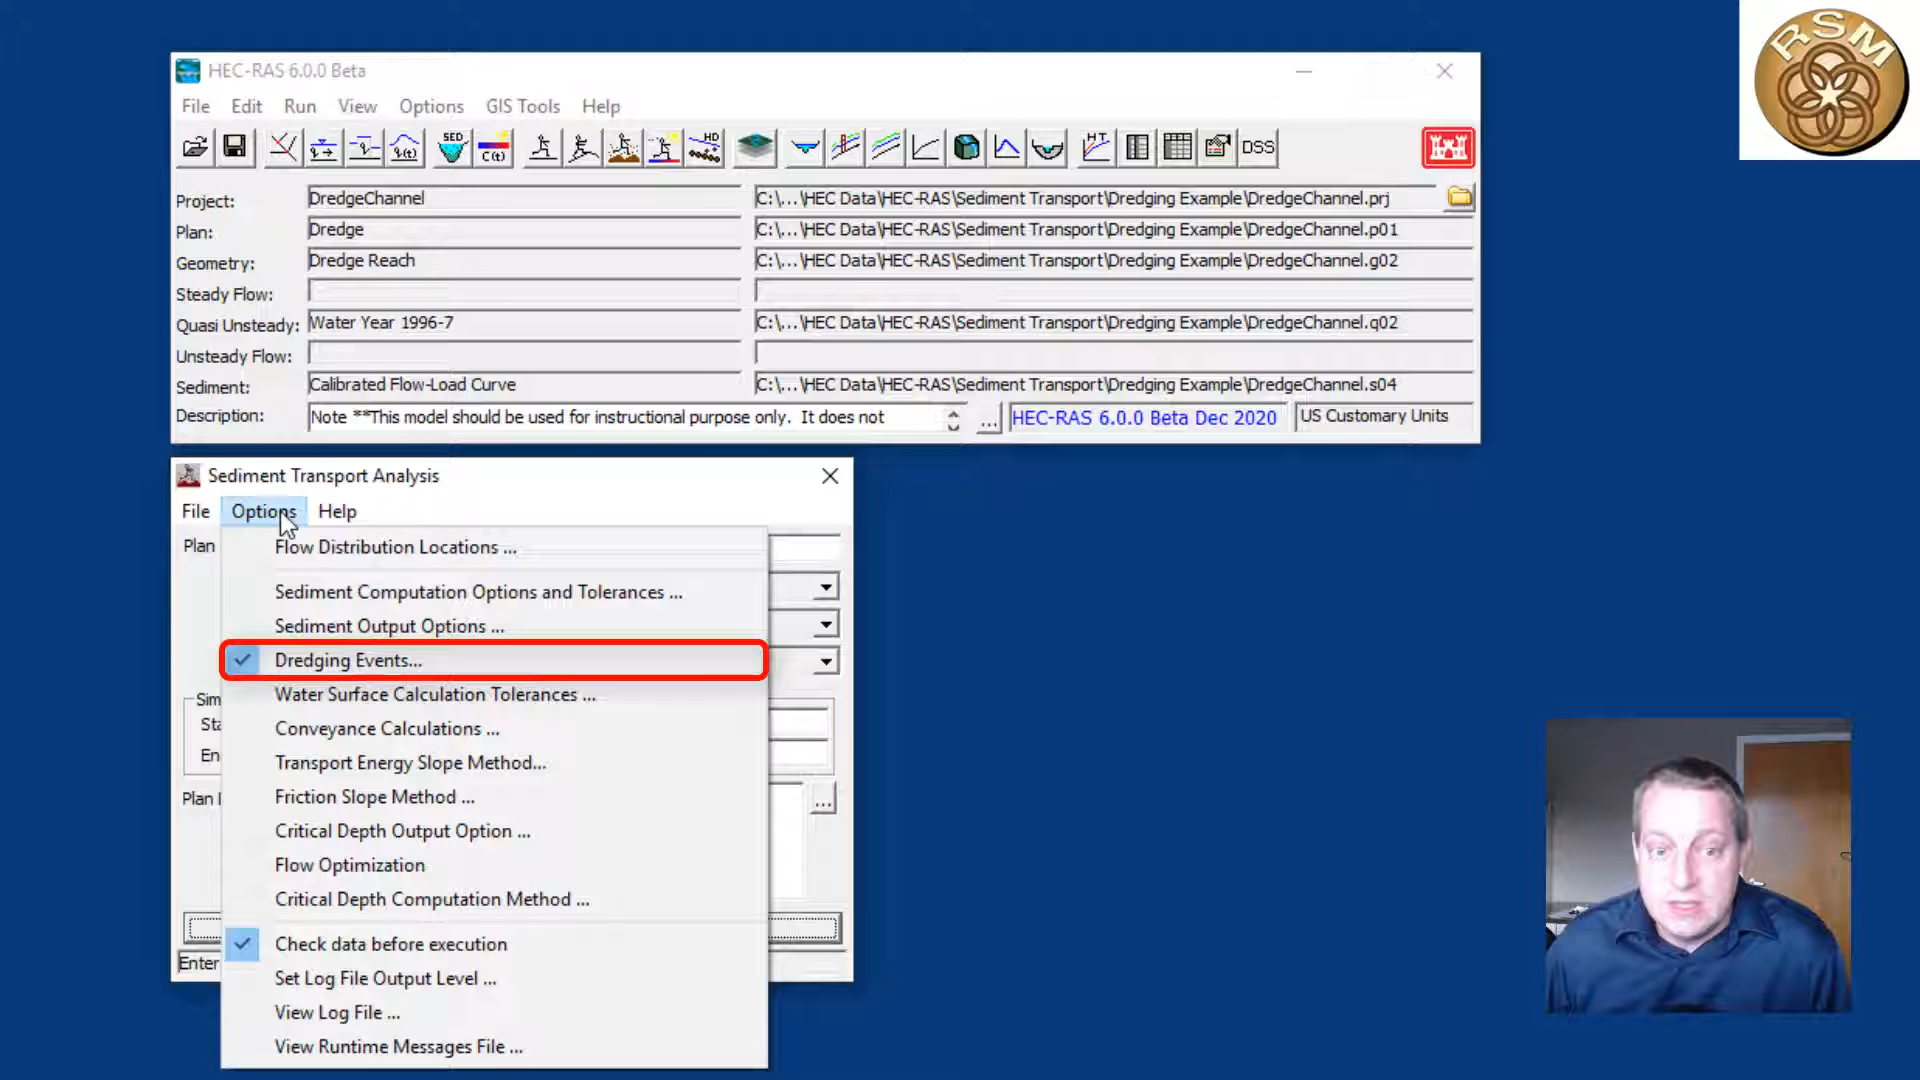 RSM
HEC-RAS 6.0.0 Beta
File Edit Run View Options GIS Tools Help
SED C(t) HD HT DSS
Project: DredgeChannel C:\...\HEC Data\HEC-RAS\Sediment Transport\Dredging Example\DredgeChannel.prj
Plan: Dredge C:\...\HEC Data\HEC-RAS\Sediment Transport\Dredging Example\DredgeChannel.p01
Geometry: Dredge Reach C:\...\HEC Data\HEC-RAS\Sediment Transport\Dredging Example\DredgeChannel.g02
Steady Flow:
Quasi Unsteady: Water Year 1996-7 C:\...\HEC Data\HEC-RAS\Sediment Transport\Dredging Example\DredgeChannel.q02
Unsteady Flow:
Sediment: Calibrated Flow-Load Curve C:\...\HEC Data\HEC-RAS\Sediment Transport\Dredging Example\DredgeChannel.s04
Description: Note **This model should be used for instructional purpose only. It does not ... HEC-RAS 6.0.0 Beta Dec 2020 US Customary Units
Sediment Transport Analysis
File Options Help
Plan
Flow Distribution Locations ...
Sediment Computation Options and Tolerances ...
Sediment Output Options ...
Dredging Events...
Water Surface Calculation Tolerances ...
Sim
Sta
Conveyance Calculations ...
En
Transport Energy Slope Method...
Plan
Friction Slope Method ...
...
Critical Depth Output Option ...
Flow Optimization
Critical Depth Computation Method ...
Check data before execution
Enter
Set Log File Output Level ...
View Log File ...
View Runtime Messages File ...